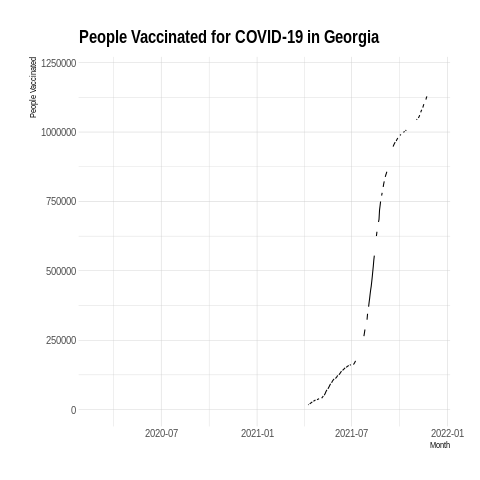 People Vaccinated for COVID-19 in Georgia
People Vaccinated
1250000
1000000
750000
500000
250000
0
2020-07 2021-01 2021-07 2022-01
Month